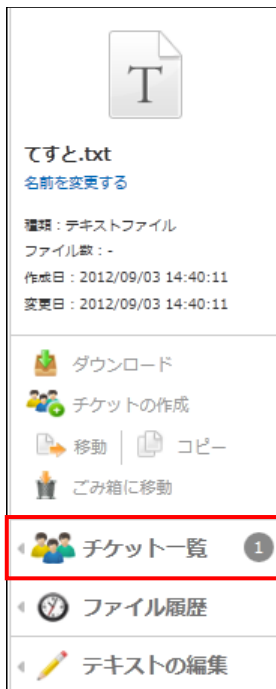 T
てすと.txt
名前を変更する
種類：テキストファイル
ファイル数：-
作成日：2012/09/03 14:40:11
変更日：2012/09/03 14:40:11
ダウンロード
チケットの作成
移動 コピー
ごみ箱に移動
チケット一覧 1
ファイル履歴
テキストの編集